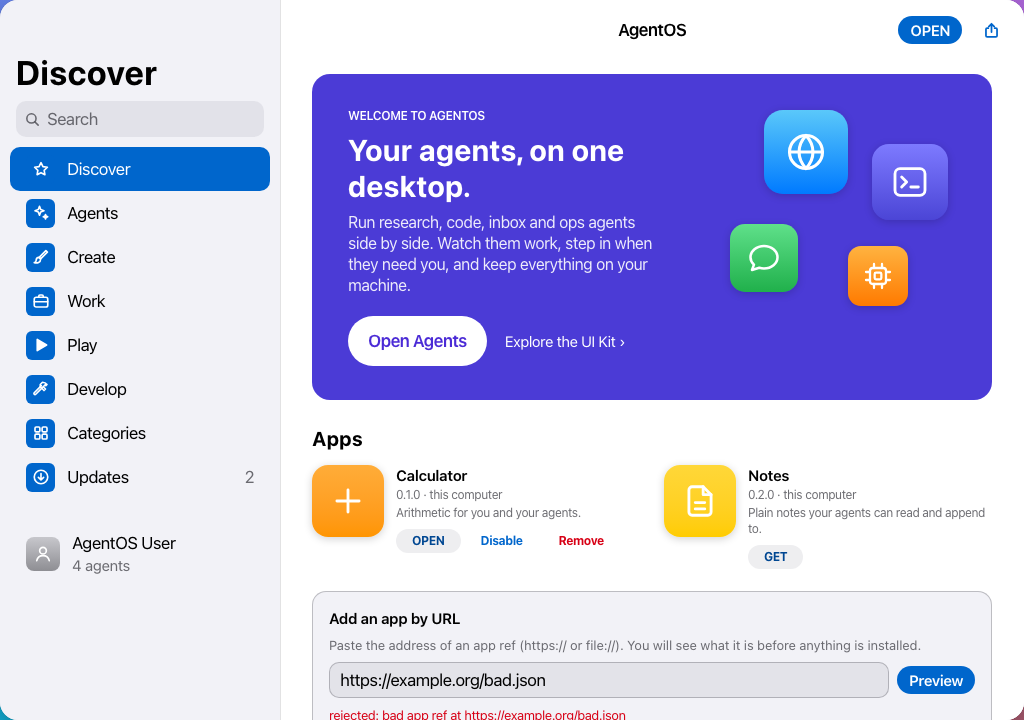 Discover
Search
Discover
Agents
Create
Work
Play
Develop
Categories
Updates 2
AgentOS User
4 agents
AgentOS
OPEN
WELCOME TO AGENTOS
Your agents, on one
desktop.
Run research, code, inbox and ops agents
side by side. Watch them work, step in when
they need you, and keep everything on your
machine.
Open Agents
Explore the UI Kit ›
Apps
Calculator
0.1.0 · this computer
Arithmetic for you and your agents.
OPEN Disable Remove
Notes
0.2.0 · this computer
Plain notes your agents can read and append
to.
GET
Add an app by URL
Paste the address of an app ref (https:// or file://). You will see what it is before anything is installed.
https://example.org/bad.json
Preview
rejected: bad app ref at https://example.org/bad.json